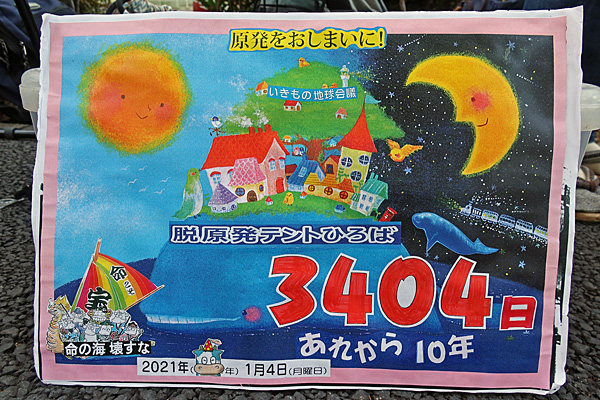 原発をおしまいに!
いきもの地球会議
脱原発テントひろば
3404日
あれから 10年
命の海 壊すな
2021年(年) 1月4日(月曜日)